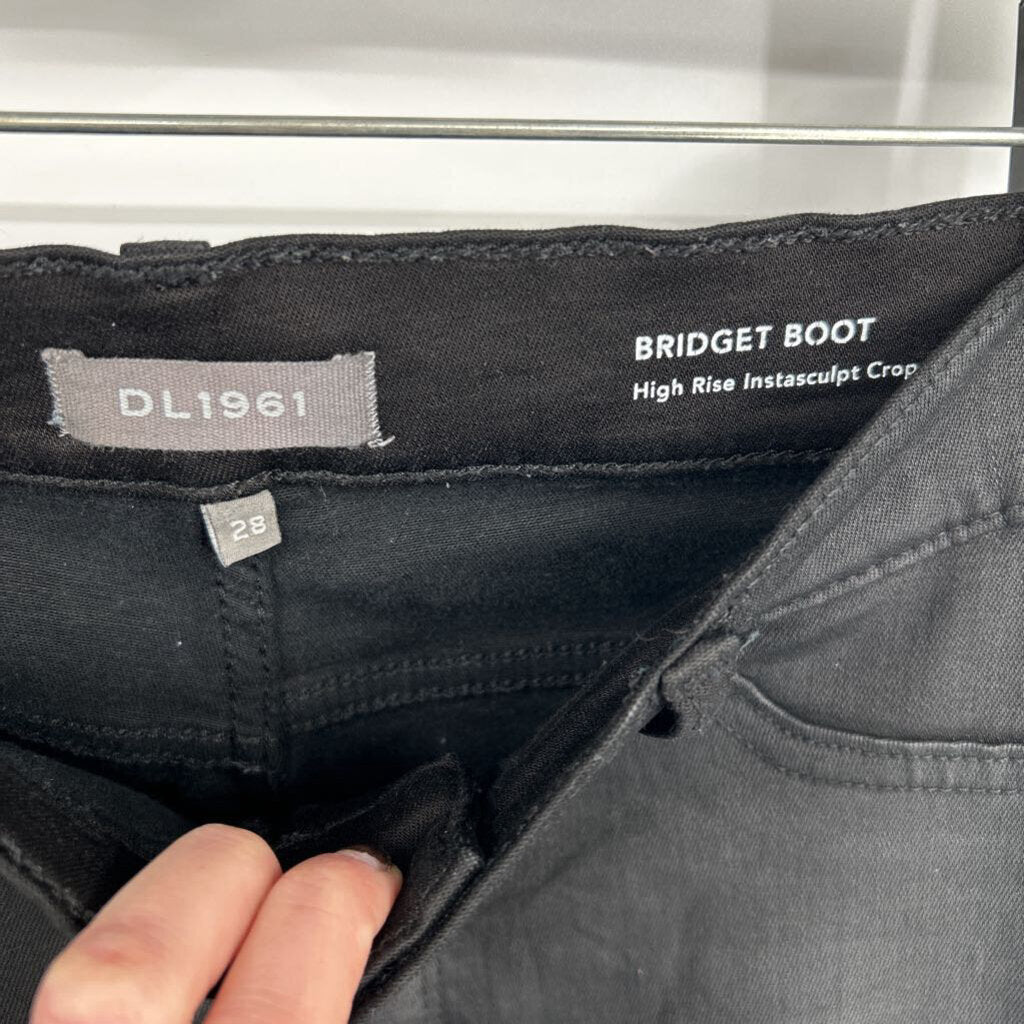 DL1961
BRIDGET BOOT
High Rise Instasculpt Crop
28